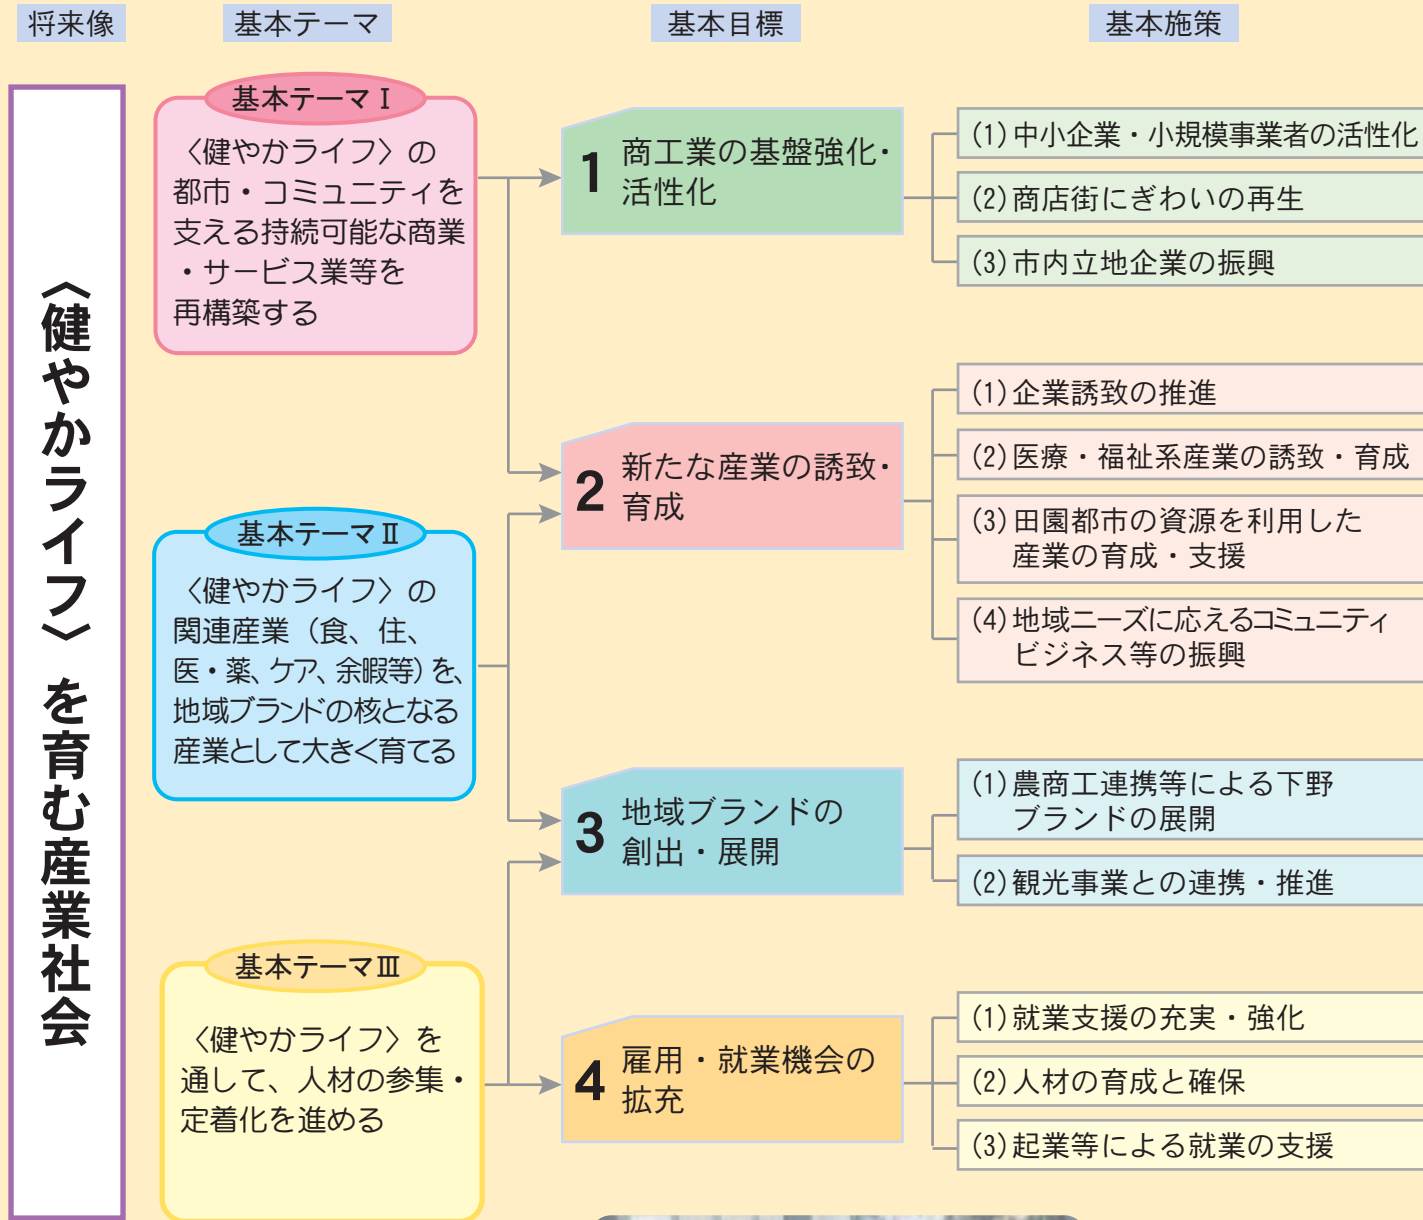 将来像
基本テーマ
基本目標
基本施策
〈健やかライフ〉を育む産業社会
基本テーマⅠ
〈健やかライフ〉の
都市・コミュニティを
支える持続可能な商業
・サービス業等を
再構築する
基本テーマⅡ
〈健やかライフ〉の
関連産業（食、住、
医・薬、ケア、余暇等）を、
地域ブランドの核となる
産業として大きく育てる
基本テーマⅢ
〈健やかライフ〉を
通して、人材の参集・
定着化を進める
1 商工業の基盤強化・
活性化
(1)中小企業・小規模事業者の活性化
(2)商店街にぎわいの再生
(3)市内立地企業の振興
2 新たな産業の誘致・
育成
(1)企業誘致の推進
(2)医療・福祉系産業の誘致・育成
(3)田園都市の資源を利用した
産業の育成・支援
(4)地域ニーズに応えるコミュニティ
ビジネス等の振興
3 地域ブランドの
創出・展開
(1)農商工連携等による下野
ブランドの展開
(2)観光事業との連携・推進
4 雇用・就業機会の
拡充
(1)就業支援の充実・強化
(2)人材の育成と確保
(3)起業等による就業の支援